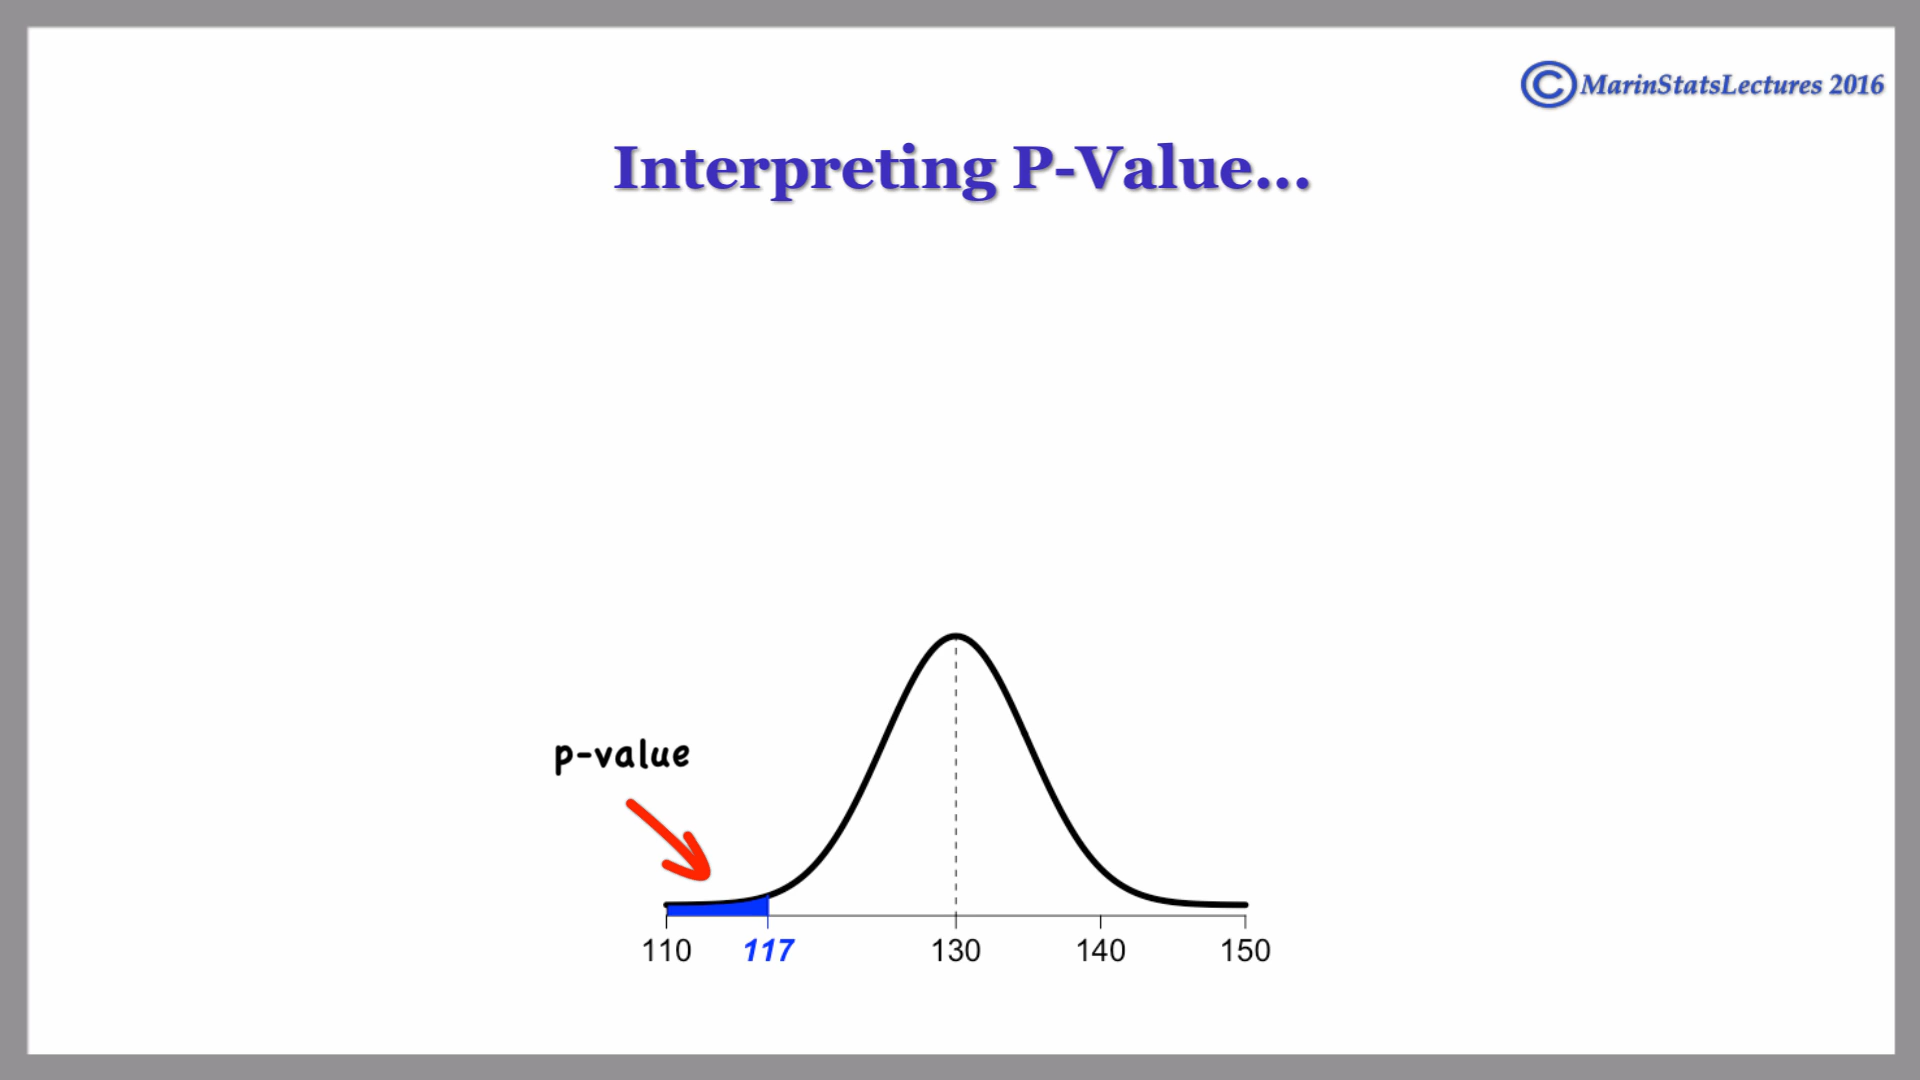 ©MarinStatsLectures 2016
Interpreting P-Value...
p-value
110 117 130 140 150